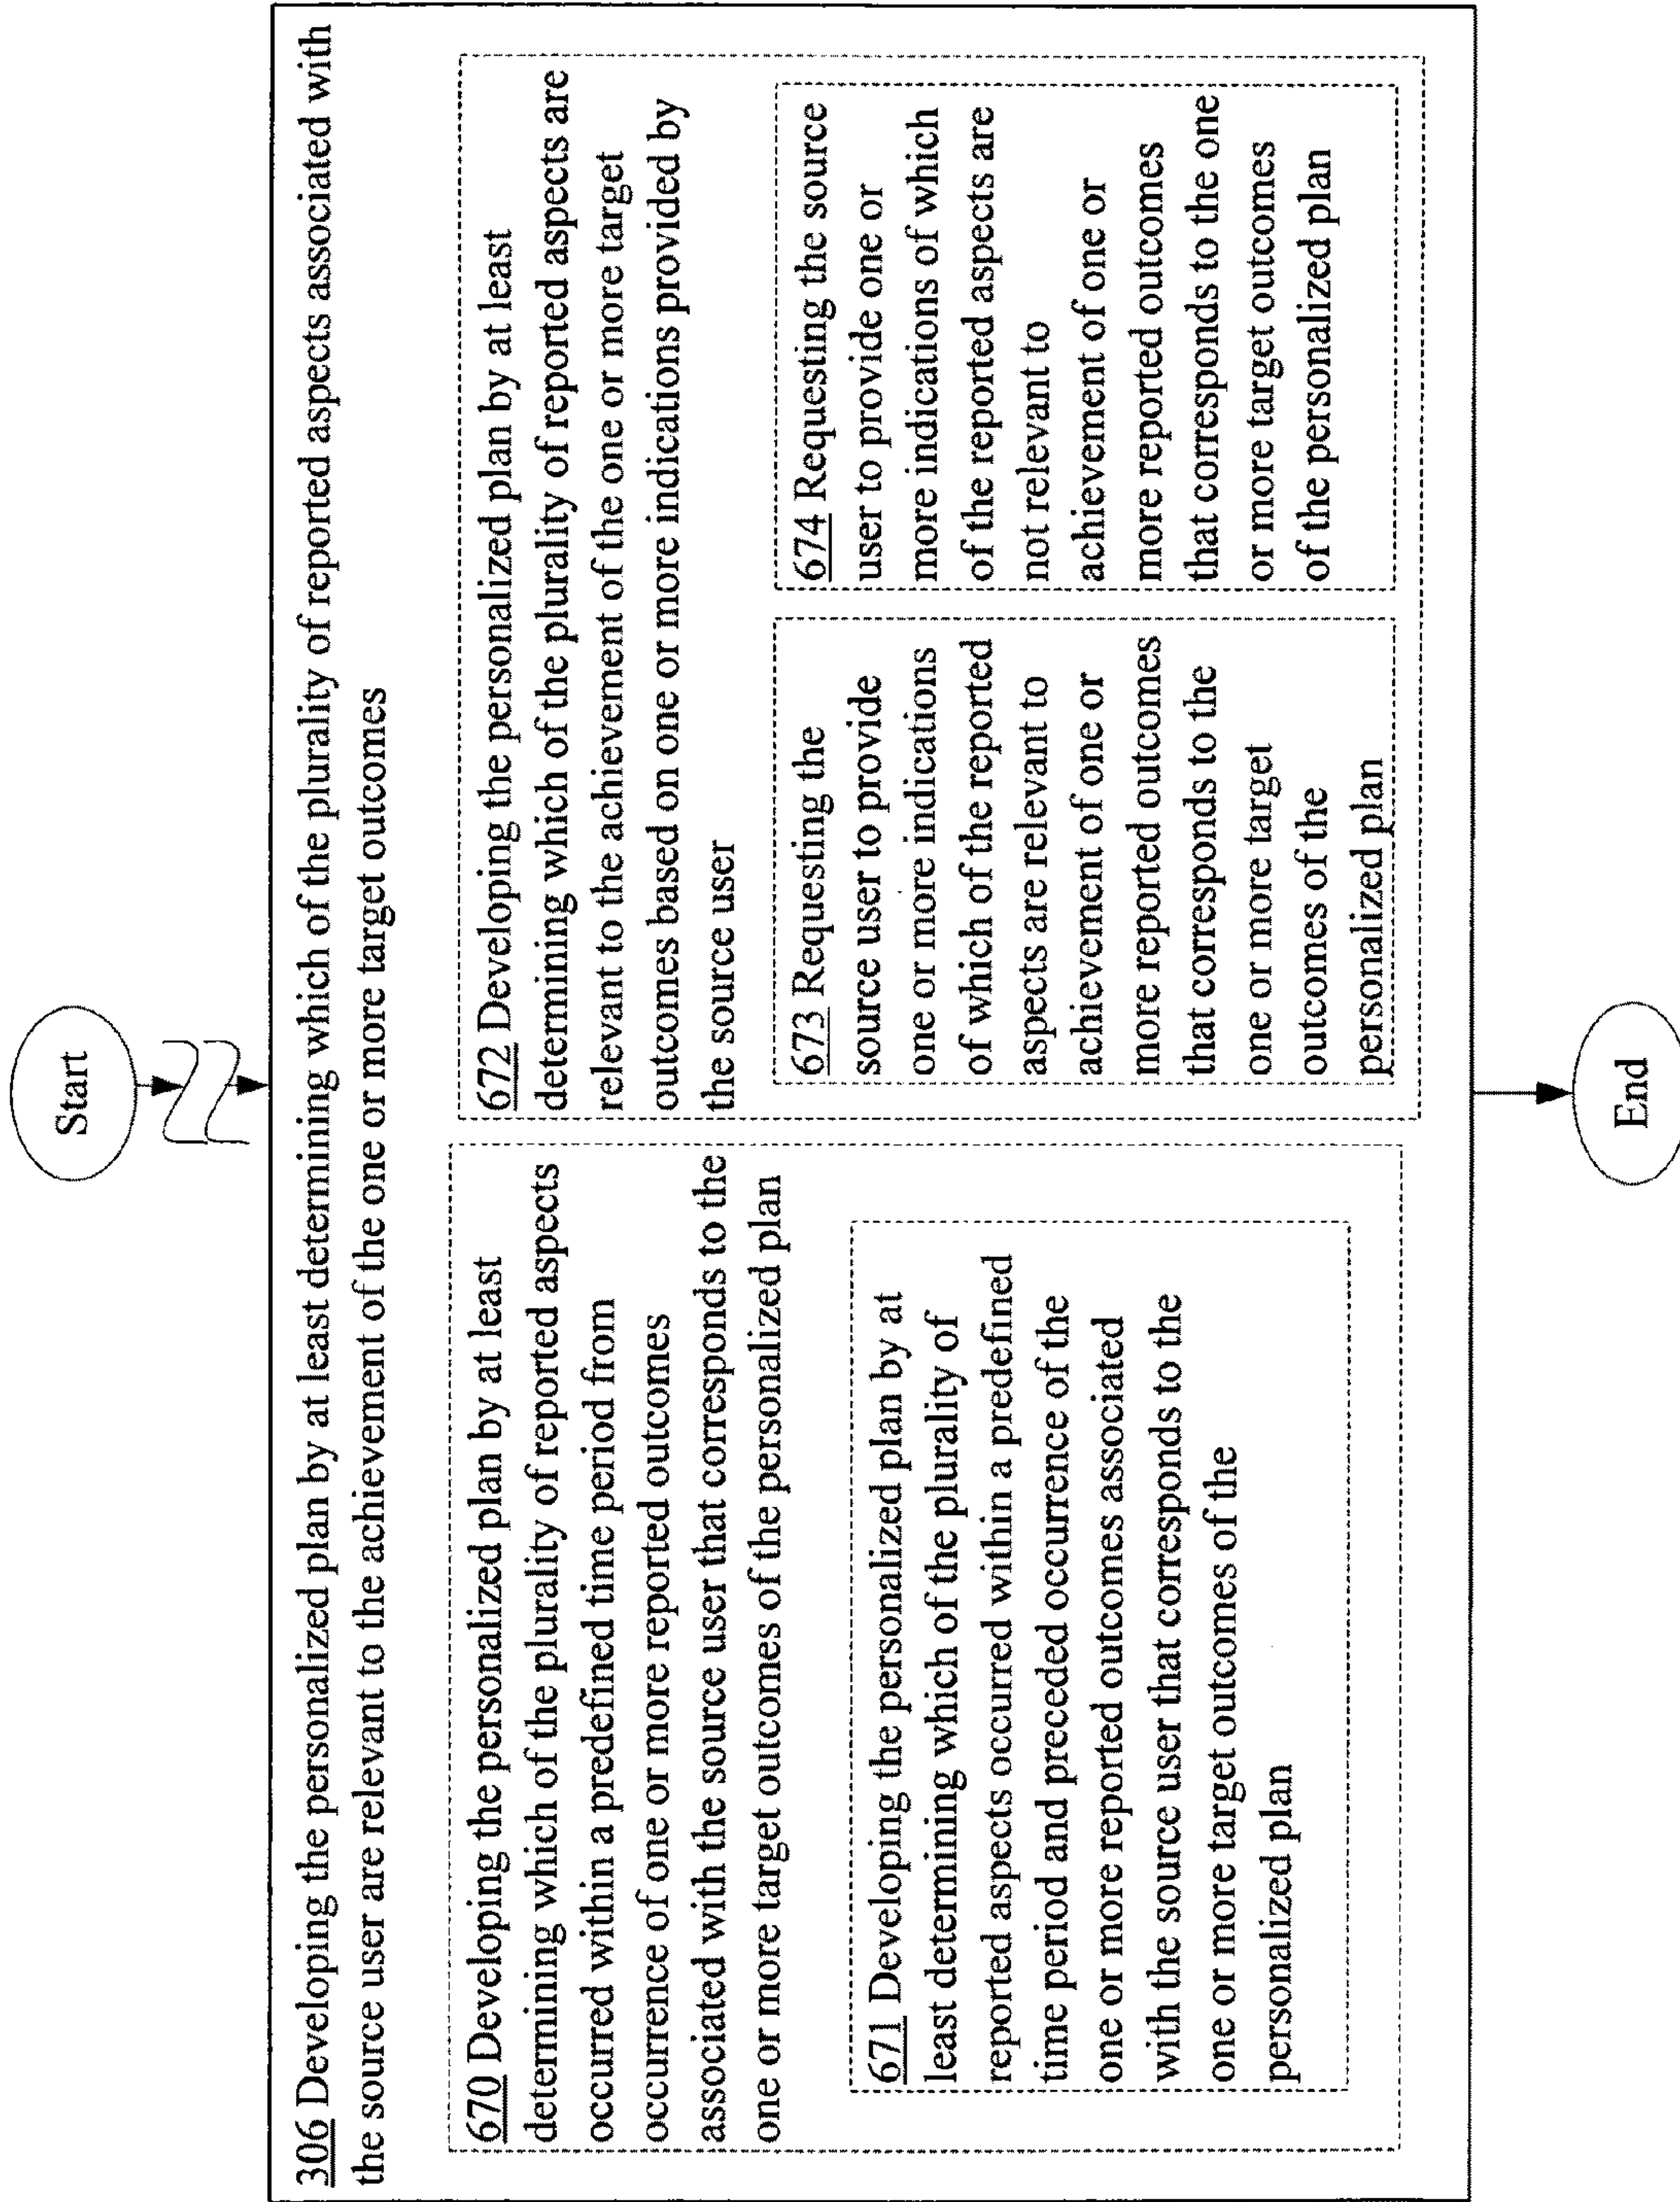 Start
306 Developing the personalized plan by at least determining which of the plurality of reported aspects associated with
the source user are relevant to the achievement of the one or more target outcomes
670 Developing the personalized plan by at least
determining which of the plurality of reported aspects
occurred within a predefined time period from
occurrence of one or more reported outcomes
associated with the source user that corresponds to the
one or more target outcomes of the personalized plan
671 Developing the personalized plan by at
least determining which of the plurality of
reported aspects occurred within a predefined
time period and preceded occurrence of the
one or more reported outcomes associated
with the source user that corresponds to the
one or more target outcomes of the
personalized plan
672 Developing the personalized plan by at least
determining which of the plurality of reported aspects are
relevant to the achievement of the one or more target
outcomes based on one or more indications provided by
the source user
673 Requesting the
source user to provide
one or more indications
of which of the reported
aspects are relevant to
achievement of one or
more reported outcomes
that corresponds to the
one or more target
outcomes of the
personalized plan
674 Requesting the source
user to provide one or
more indications of which
of the reported aspects are
not relevant to
achievement of one or
more reported outcomes
that corresponds to the one
or more target outcomes
of the personalized plan
End